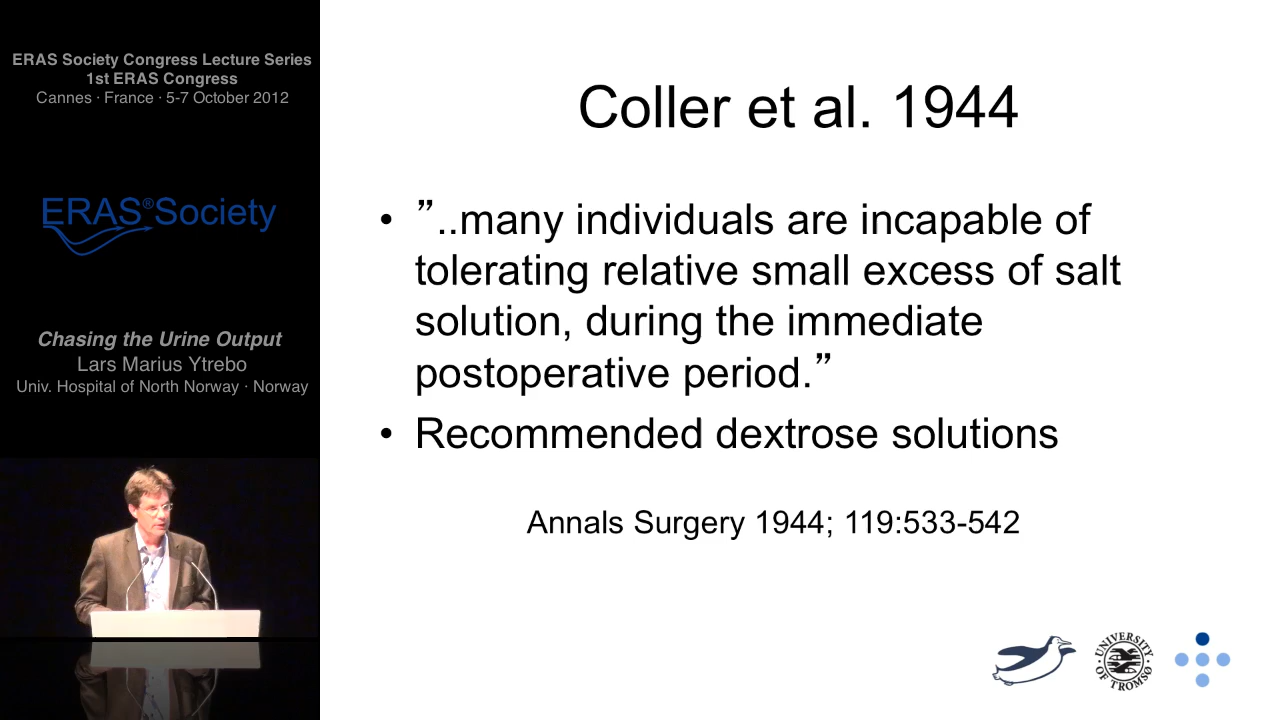 ERAS Society Congress Lecture Series
1st ERAS Congress
Cannes · France · 5-7 October 2012
ERAS®Society
Chasing the Urine Output
Lars Marius Ytrebo
Univ. Hospital of North Norway · Norway
Coller et al. 1944
• ”..many individuals are incapable of
tolerating relative small excess of salt
solution, during the immediate
postoperative period.”
• Recommended dextrose solutions
Annals Surgery 1944; 119:533-542
UNIVERSITY
OF TROMSØ